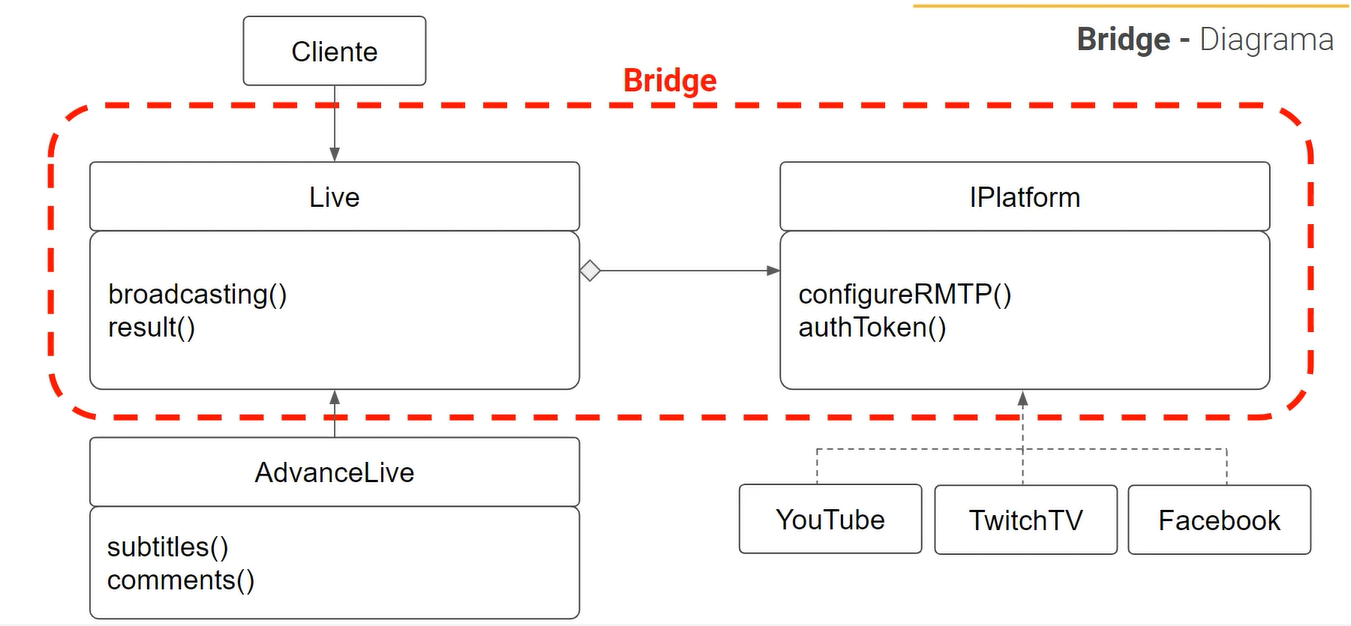 Bridge - Diagrama
Cliente
Bridge
Live
IPlatform
broadcasting()
result()
configureRMTP()
authToken()
AdvanceLive
subtitles()
comments()
YouTube
TwitchTV
Facebook